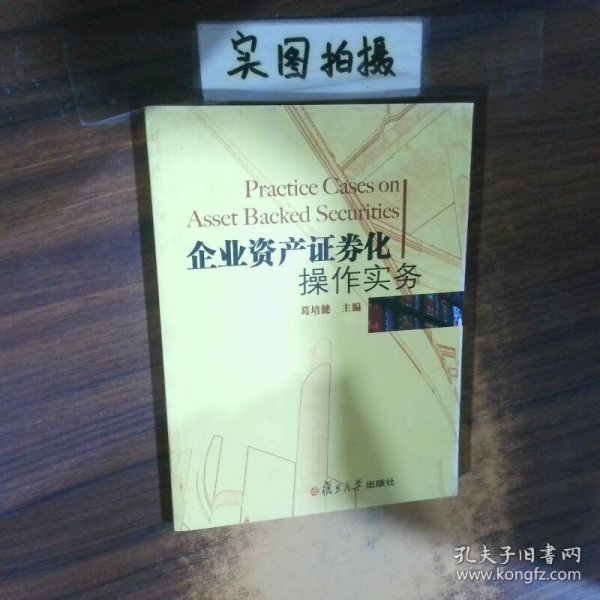 实图拍摄
Practice Cases on
Asset Backed Securities
企业资产证券化
操作实务
葛培健 主编
复旦大学出版社
孔夫子旧书网
www.kongfz.com